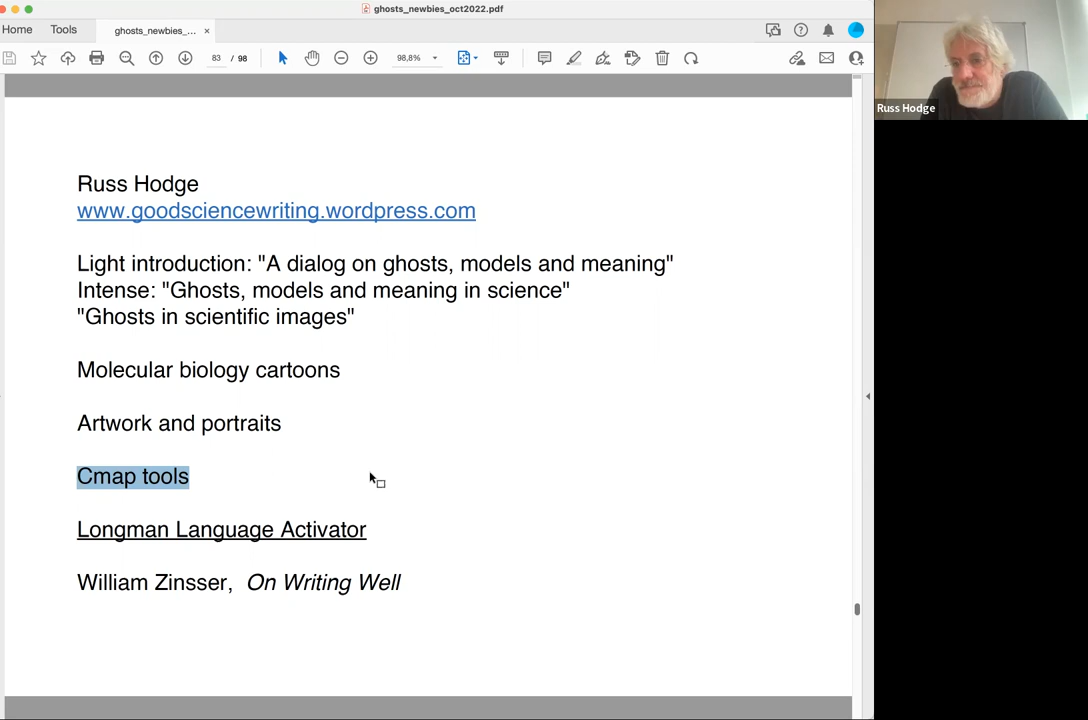 ghosts_newbies_oct2022.pdf
Home
Tools
ghosts_newbies_...
83 / 98
98,8%
Russ Hodge
Russ Hodge
www.goodsciencewriting.wordpress.com
Light introduction: "A dialog on ghosts, models and meaning"
Intense: "Ghosts, models and meaning in science"
"Ghosts in scientific images"
Molecular biology cartoons
Artwork and portraits
Cmap tools
Longman Language Activator
William Zinsser, On Writing Well